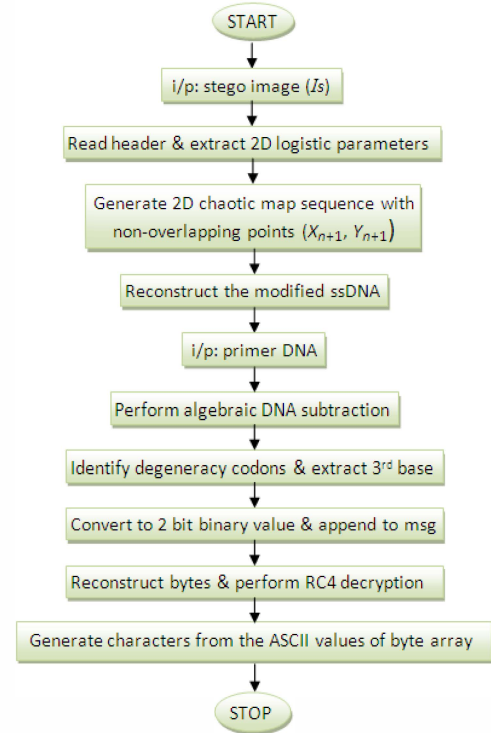 START
i/p: stego image (Is)
Read header & extract 2D logistic parameters
Generate 2D chaotic map sequence with
non-overlapping points (Xn+1, Yn+1)
Reconstruct the modified ssDNA
i/p: primer DNA
Perform algebraic DNA subtraction
Identify degeneracy codons & extract 3rd base
Convert to 2 bit binary value & append to msg
Reconstruct bytes & perform RC4 decryption
Generate characters from the ASCII values of byte array
STOP